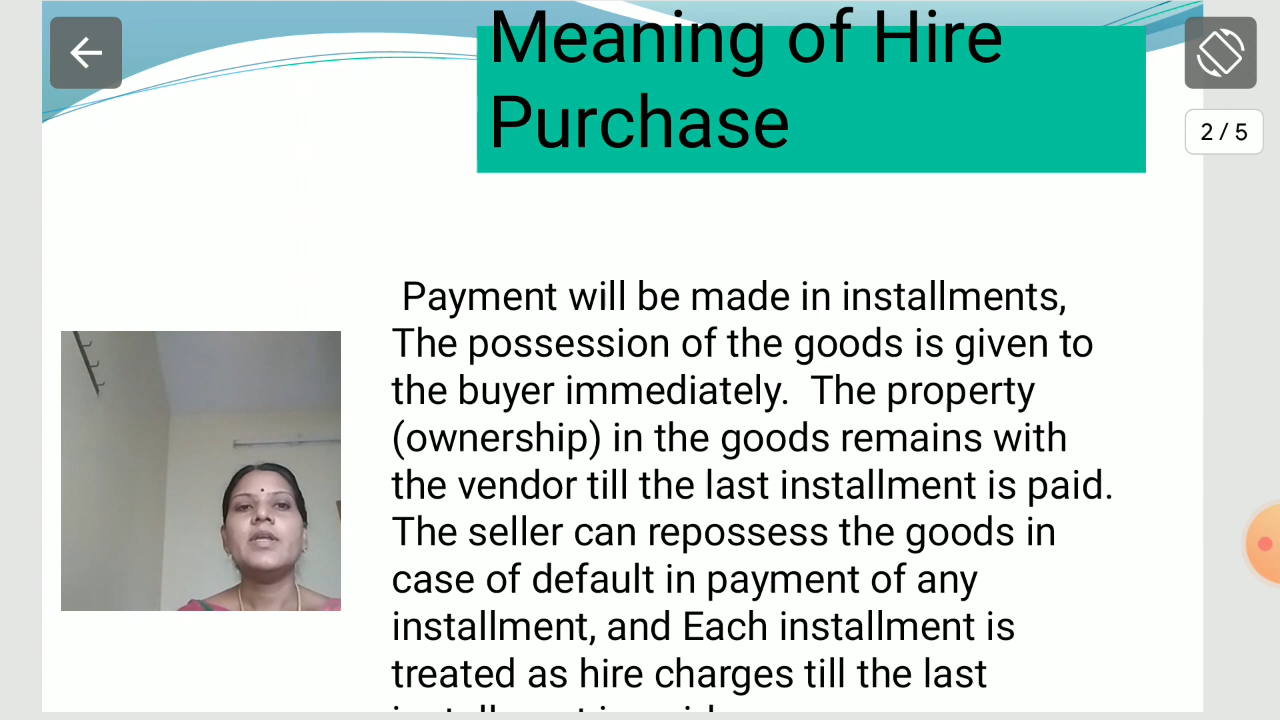 Meaning of Hire
Purchase
2 / 5
Payment will be made in installments,
The possession of the goods is given to
the buyer immediately.  The property
(ownership) in the goods remains with
the vendor till the last installment is paid.
The seller can repossess the goods in
case of default in payment of any
installment, and Each installment is
treated as hire charges till the last